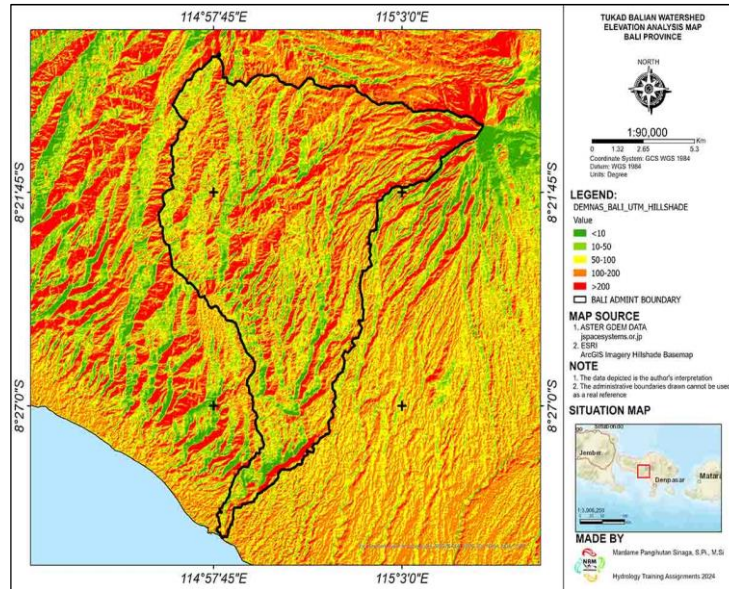 114°57'45"E
115°3'0"E
8°21'45"S
8°21'45"S
8°27'0"S
8°27'0"S
114°57'45"E
115°3'0"E
TUKAD BALIAN WATERSHED
ELEVATION ANALYSIS MAP
BALI PROVINCE
NORTH
1:90,000
Km
0 1.32 2.65 5.3
Coordinate System: GCS WGS 1984
Datum: WGS 1984
Units: Degree
LEGEND:
DEMNAS_BALI_UTM_HILLSHADE
Value
<10
10-50
50-100
100-200
>200
BALI ADMINT BOUNDARY
MAP SOURCE
1. ASTER GDEM DATA
jspacesystems.or.jp
2. ESRI
ArcGIS Imagery Hillshade Basemap
NOTE
1. The data depicted is the author's interpretation
2. The administrative boundaries drawn cannot be used
as a real reference
SITUATION MAP
Jember
Denpasar
Matara
MADE BY
NRM
Mardame Pangihutan Sinaga, S.Pi., M.Si
Hydrology Training Assignments 2024